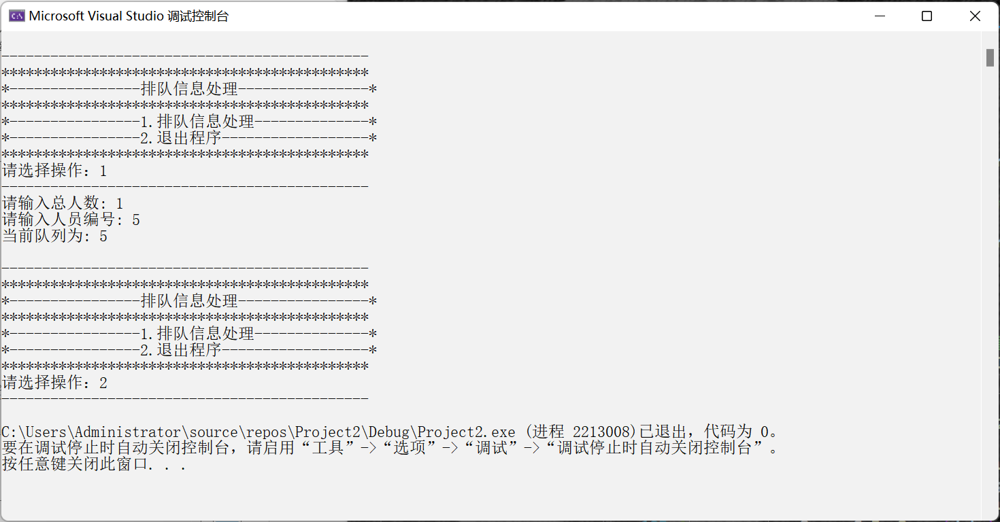 Microsoft Visual Studio 调试控制台
---------------------------------------------
*********************************************
*----------------排队信息处理----------------*
*********************************************
*----------------1.排队信息处理--------------*
*----------------2.退出程序------------------*
*********************************************
请选择操作：1
---------------------------------------------
请输入总人数: 1
请输入人员编号: 5
当前队列为: 5
---------------------------------------------
*********************************************
*----------------排队信息处理----------------*
*********************************************
*----------------1.排队信息处理--------------*
*----------------2.退出程序------------------*
*********************************************
请选择操作：2
---------------------------------------------
C:\Users\Administrator\source\repos\Project2\Debug\Project2.exe (进程 2213008)已退出，代码为 0。
要在调试停止时自动关闭控制台，请启用“工具”->“选项”->“调试”->“调试停止时自动关闭控制台”。
按任意键关闭此窗口. . .